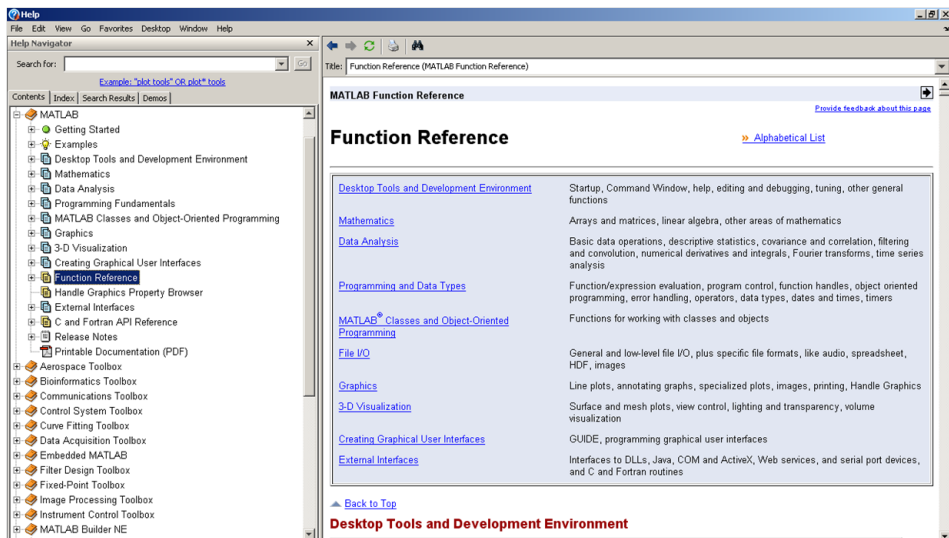 Help
File Edit View Go Favorites Desktop Window Help
Help Navigator
Search for:
Go
Example: "plot tools" OR plot* tools
Contents Index Search Results Demos
MATLAB
Getting Started
Examples
Desktop Tools and Development Environment
Mathematics
Data Analysis
Programming Fundamentals
MATLAB Classes and Object-Oriented Programming
Graphics
3-D Visualization
Creating Graphical User Interfaces
Function Reference
Handle Graphics Property Browser
External Interfaces
C and Fortran API Reference
Release Notes
Printable Documentation (PDF)
Aerospace Toolbox
Bioinformatics Toolbox
Communications Toolbox
Control System Toolbox
Curve Fitting Toolbox
Data Acquisition Toolbox
Embedded MATLAB
Filter Design Toolbox
Fixed-Point Toolbox
Image Processing Toolbox
Instrument Control Toolbox
MATLAB Builder NE
Title: Function Reference (MATLAB Function Reference)
MATLAB Function Reference
Provide feedback about this page
Function Reference
» Alphabetical List
Desktop Tools and Development Environment
Startup, Command Window, help, editing and debugging, tuning, other general
functions
Mathematics
Arrays and matrices, linear algebra, other areas of mathematics
Data Analysis
Basic data operations, descriptive statistics, covariance and correlation, filtering
and convolution, numerical derivatives and integrals, Fourier transforms, time series
analysis
Programming and Data Types
Function/expression evaluation, program control, function handles, object oriented
programming, error handling, operators, data types, dates and times, timers
MATLAB® Classes and Object-Oriented
Programming
Functions for working with classes and objects
File I/O
General and low-level file I/O, plus specific file formats, like audio, spreadsheet,
HDF, images
Graphics
Line plots, annotating graphs, specialized plots, images, printing, Handle Graphics
3-D Visualization
Surface and mesh plots, view control, lighting and transparency, volume
visualization
Creating Graphical User Interfaces
GUIDE, programming graphical user interfaces
External Interfaces
Interfaces to DLLs, Java, COM and ActiveX, Web services, and serial port devices,
and C and Fortran routines
Back to Top
Desktop Tools and Development Environment